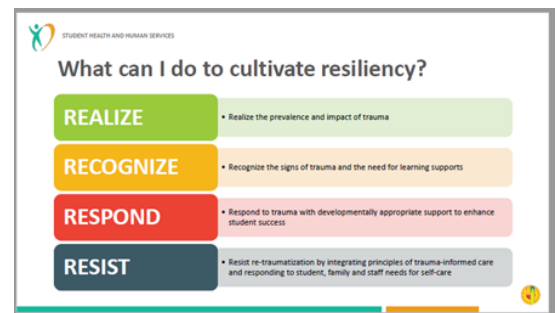 STUDENT HEALTH AND HUMAN SERVICES
What can I do to cultivate resiliency?
REALIZE
• Realize the prevalence and impact of trauma
RECOGNIZE
• Recognize the signs of trauma and the need for learning supports
RESPOND
• Respond to trauma with developmentally appropriate support to enhance
student success
RESIST
• Resist re-traumatization by integrating principles of trauma-informed care
and responding to student, family and staff needs for self-care